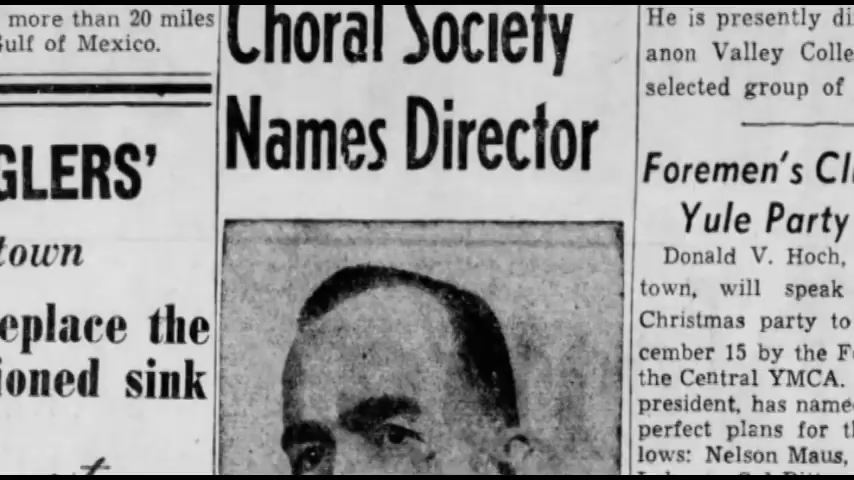 more than 20 miles
Gulf of Mexico.
GLERS'
town
eplace the
ioned sink
Choral Society
Names Director
He is presently di
anon Valley Colle
selected group of
Foremen's Cl
Yule Party
Donald V. Hoch,
town, will speak
Christmas party to
cember 15 by the F
the Central YMCA.
president, has name
perfect plans for t
lows: Nelson Maus,